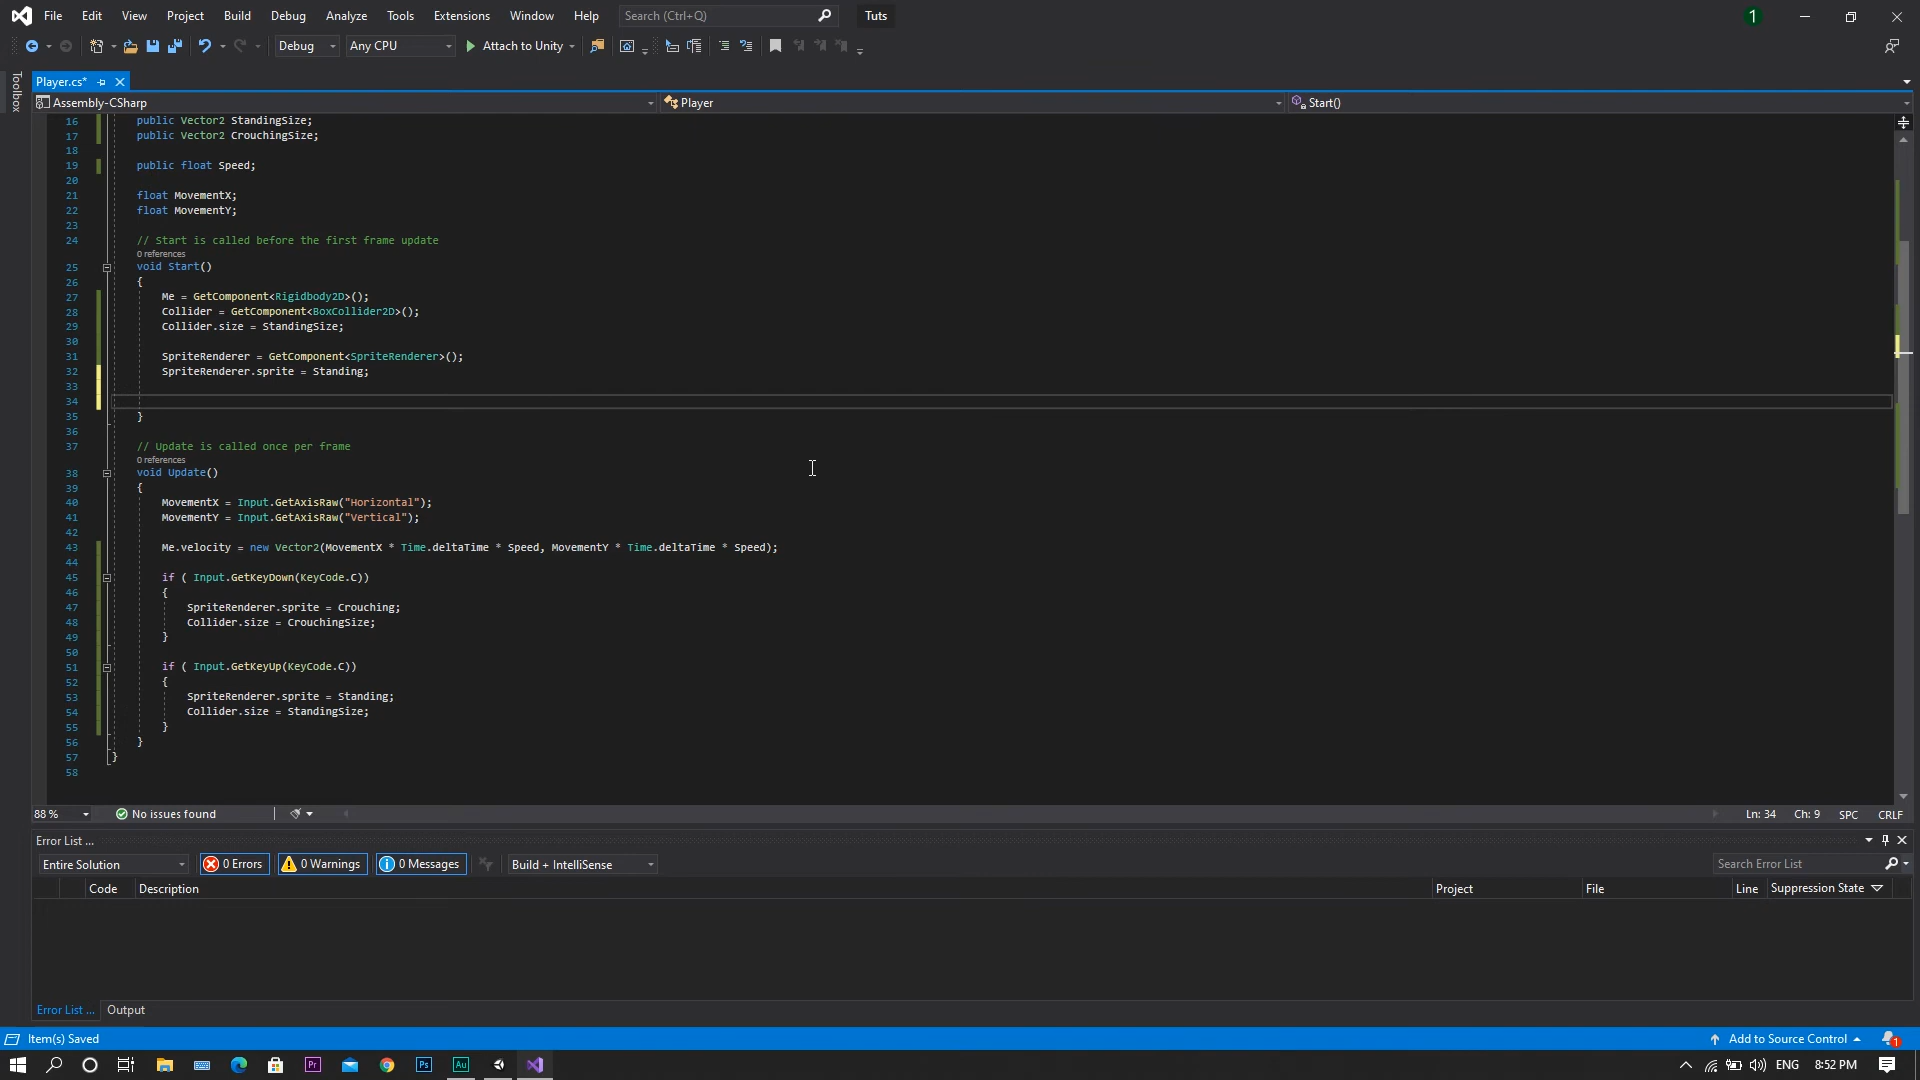 File Edit View Project Build Debug Analyze Tools Extensions Window Help Search (Ctrl+Q) Tuts 1
Debug Any CPU Attach to Unity
Toolbox
Player.cs*
Assembly-CSharp Player Start()
16 public Vector2 StandingSize;
17 public Vector2 CrouchingSize;
18
19 public float Speed;
20
21 float MovementX;
22 float MovementY;
23
24 // Start is called before the first frame update
0 references
25 void Start()
26 {
27 Me = GetComponent<Rigidbody2D>();
28 Collider = GetComponent<BoxCollider2D>();
29 Collider.size = StandingSize;
30
31 SpriteRenderer = GetComponent<SpriteRenderer>();
32 SpriteRenderer.sprite = Standing;
33
34
35 }
36
37 // Update is called once per frame
0 references
38 void Update()
39 {
40 MovementX = Input.GetAxisRaw("Horizontal");
41 MovementY = Input.GetAxisRaw("Vertical");
42
43 Me.velocity = new Vector2(MovementX * Time.deltaTime * Speed, MovementY * Time.deltaTime * Speed);
44
45 if ( Input.GetKeyDown(KeyCode.C))
46 {
47 SpriteRenderer.sprite = Crouching;
48 Collider.size = CrouchingSize;
49 }
50
51 if ( Input.GetKeyUp(KeyCode.C))
52 {
53 SpriteRenderer.sprite = Standing;
54 Collider.size = StandingSize;
55 }
56 }
57 }
58
88 % No issues found Ln: 34 Ch: 9 SPC CRLF
Error List ...
Entire Solution 0 Errors 0 Warnings 0 Messages Build + IntelliSense Search Error List
Code Description Project File Line Suppression State
Error List ... Output
Item(s) Saved Add to Source Control 1
Pr Ps Au ENG 8:52 PM